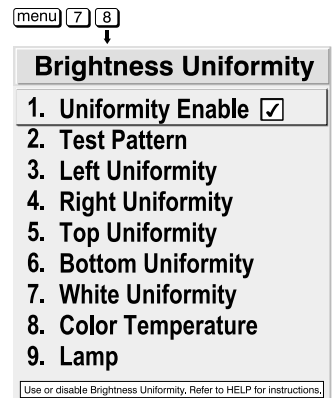 menu 7 8
Brightness Uniformity
1. Uniformity Enable ✓
2. Test Pattern
3. Left Uniformity
4. Right Uniformity
5. Top Uniformity
6. Bottom Uniformity
7. White Uniformity
8. Color Temperature
9. Lamp
Use or disable Brightness Uniformity. Refer to HELP for instructions.